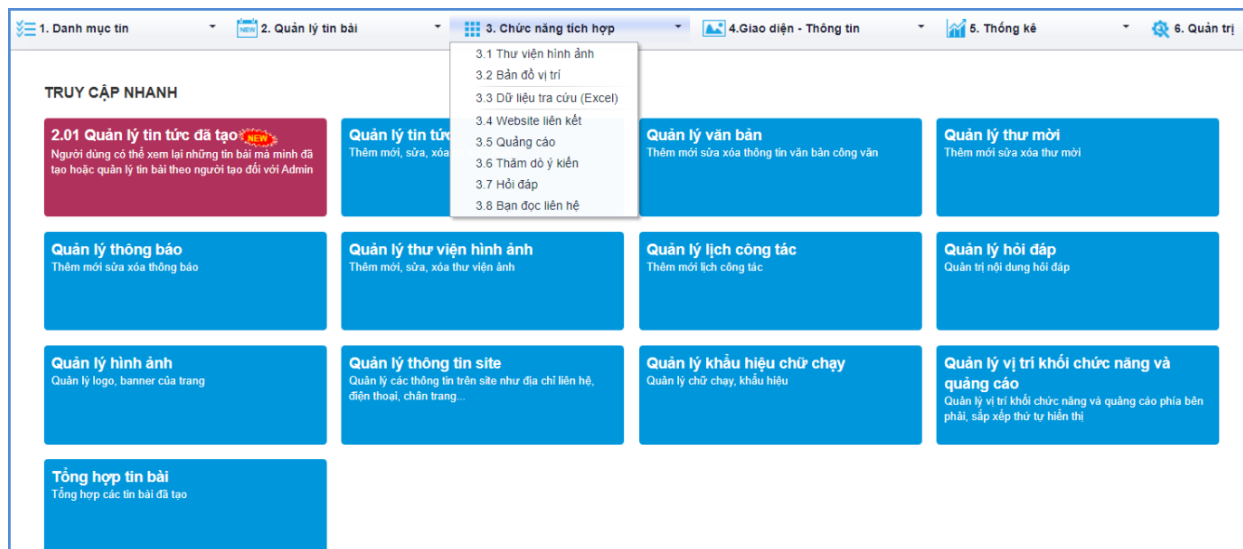 1. Danh mục tin
2. Quản lý tin bài
3. Chức năng tích hợp
4.Giao diện - Thông tin
5. Thống kê
6. Quản trị
3.1 Thư viện hình ảnh
3.2 Bản đồ vị trí
3.3 Dữ liệu tra cứu (Excel)
3.4 Website liên kết
3.5 Quảng cáo
3.6 Thăm dò ý kiến
3.7 Hỏi đáp
3.8 Bạn đọc liên hệ
TRUY CẬP NHANH
2.01 Quản lý tin tức đã tạo NEW
Người dùng có thể xem lại những tin bài mà mình đã
tạo hoặc quản lý tin bài theo người tạo đối với Admin
Quản lý tin tức
Thêm mới, sửa, xóa
Quản lý văn bản
Thêm mới sửa xóa thông tin văn bản công văn
Quản lý thư mời
Thêm mới sửa xóa thư mời
Quản lý thông báo
Thêm mới sửa xóa thông báo
Quản lý thư viện hình ảnh
Thêm mới, sửa, xóa thư viện ảnh
Quản lý lịch công tác
Thêm mới lịch công tác
Quản lý hỏi đáp
Quản trị nội dung hỏi đáp
Quản lý hình ảnh
Quản lý logo, banner của trang
Quản lý thông tin site
Quản lý các thông tin trên site như địa chỉ liên hệ,
điện thoại, chân trang...
Quản lý khẩu hiệu chữ chạy
Quản lý chữ chạy, khẩu hiệu
Quản lý vị trí khối chức năng và
quảng cáo
Quản lý vị trí khối chức năng và quảng cáo phía bên
phải, sắp xếp thứ tự hiển thị
Tổng hợp tin bài
Tổng hợp các tin bài đã tạo